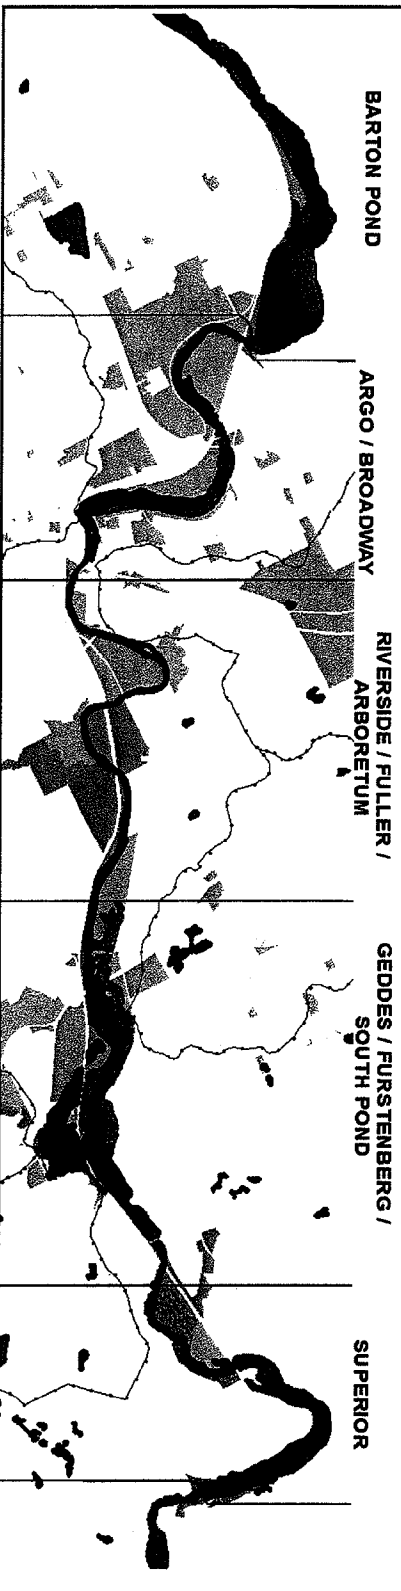 BARTON POND
ARGO / BROADWAY
RIVERSIDE / FULLER /
ARBORETUM
GEDDES / FURSTENBERG /
SOUTH POND
SUPERIOR